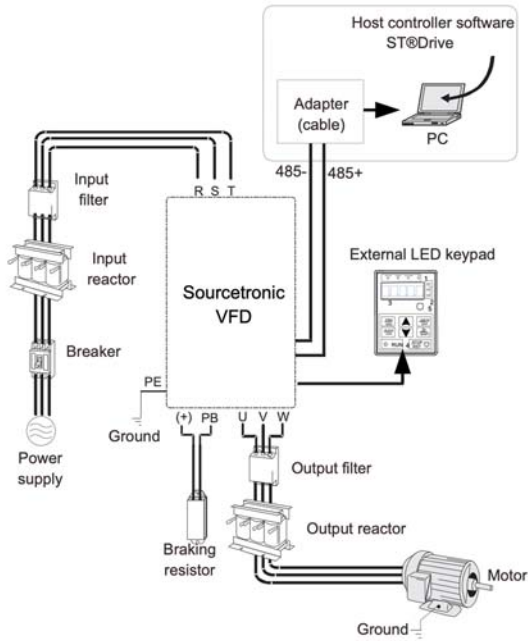 Host controller software
ST®Drive
Adapter
(cable)
PC
485-
485+
R S T
Input
filter
Input
reactor
Sourcetronic
VFD
External LED keypad
Breaker
PE
Ground
(+) PB
U V W
Power
supply
Output filter
Braking
resistor
Output reactor
Motor
Ground